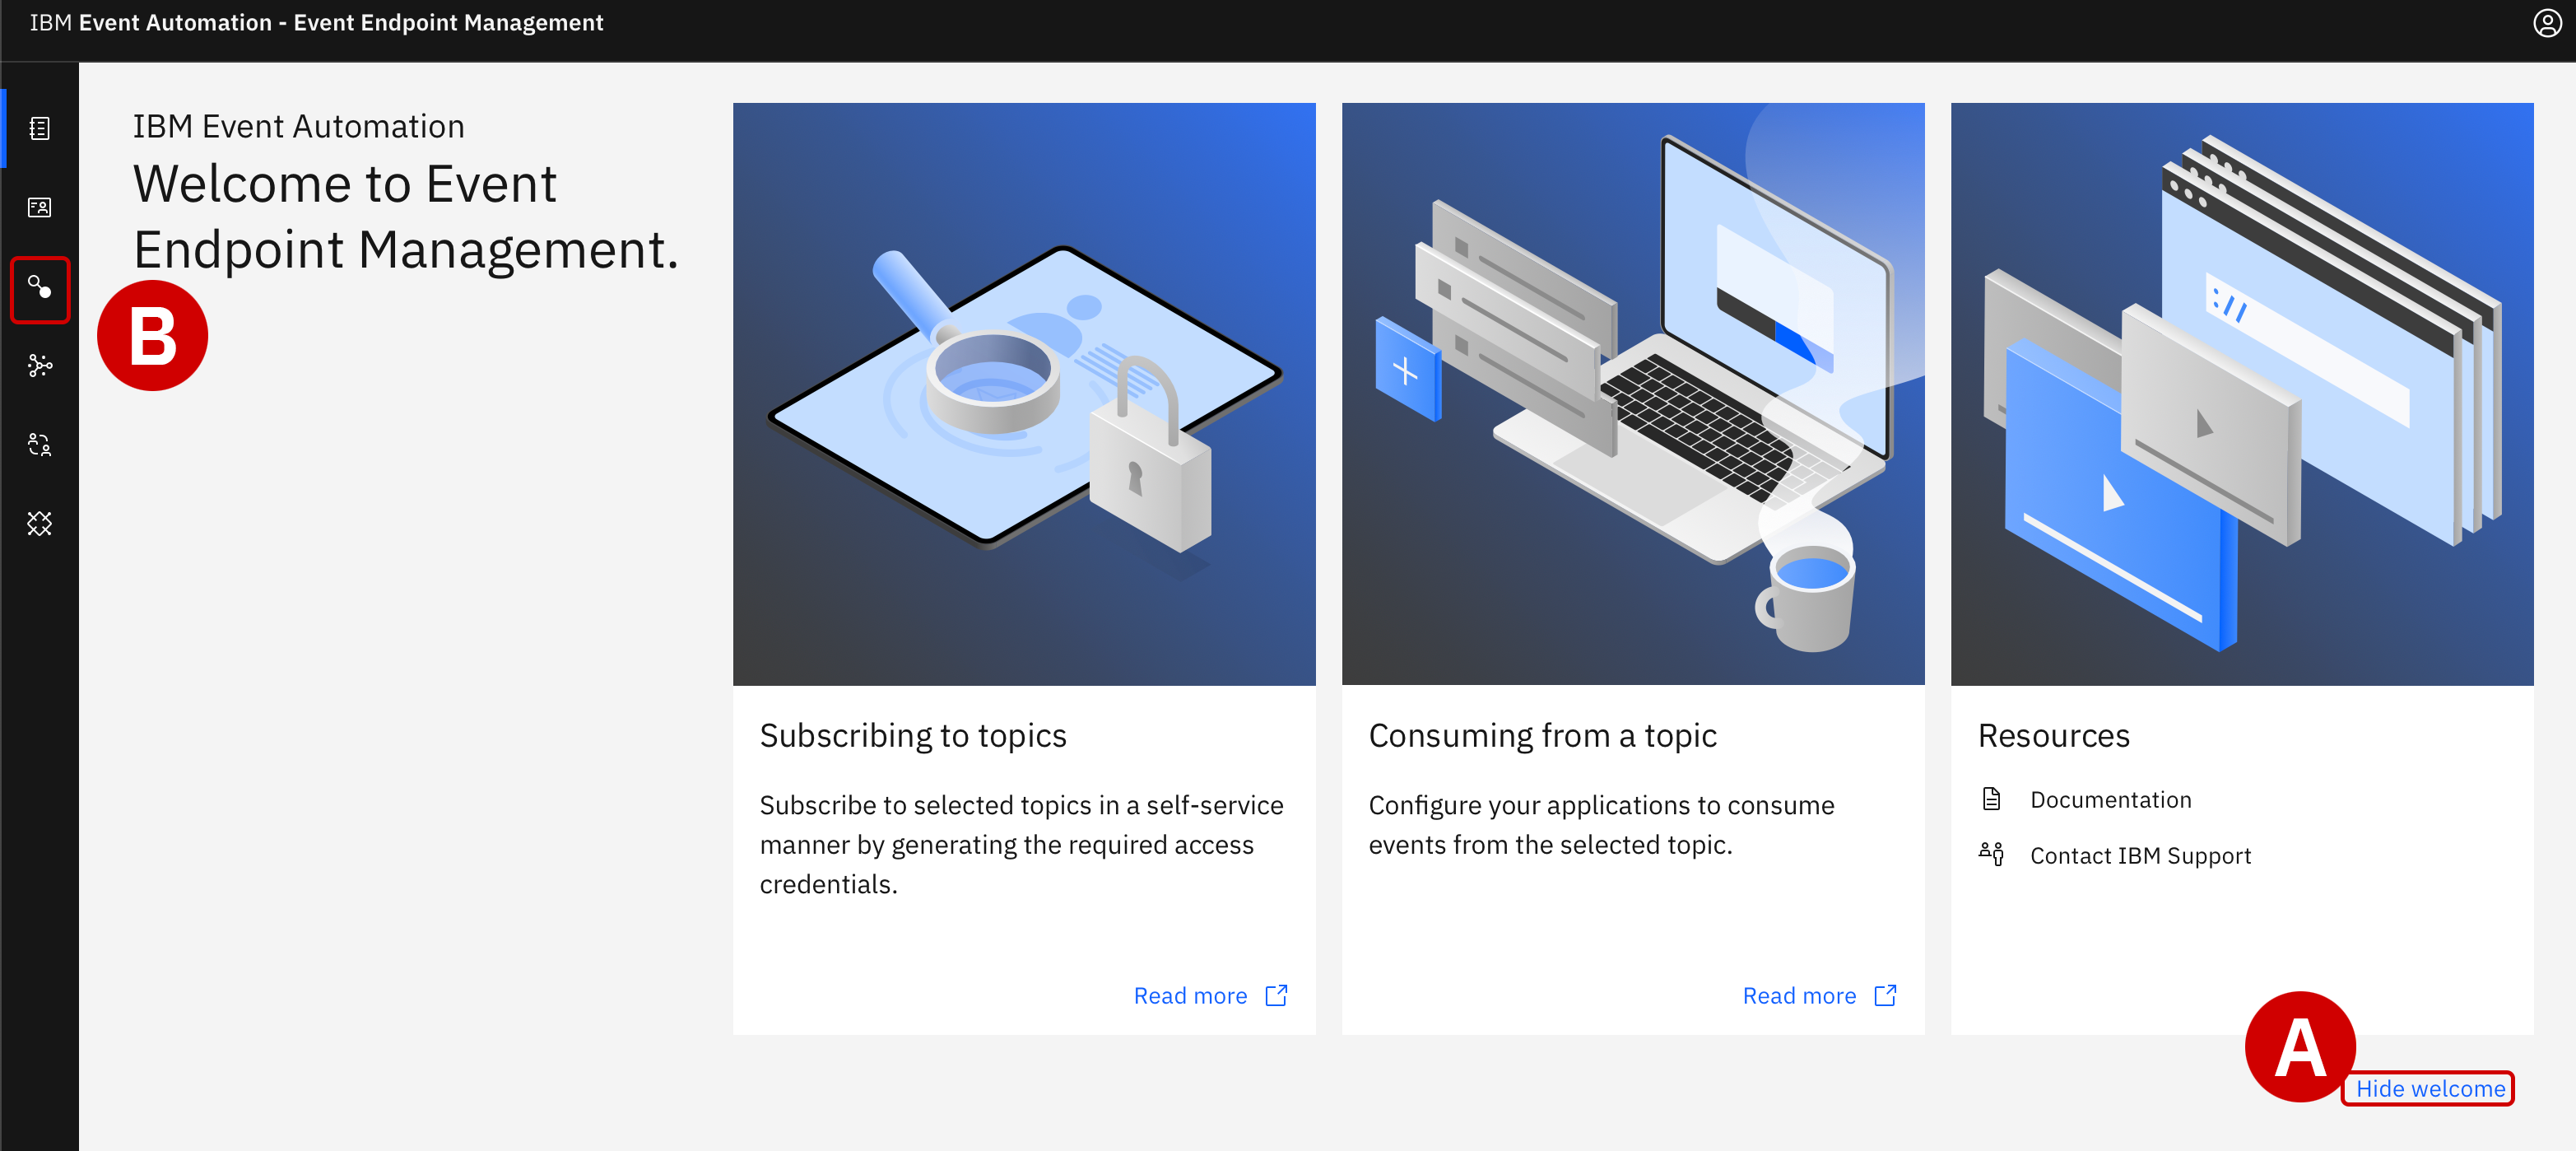 IBM Event Automation - Event Endpoint Management
IBM Event Automation
Welcome to Event
Endpoint Management.
B
://
Subscribing to topics
Subscribe to selected topics in a self-service
manner by generating the required access
credentials.
Read more
Consuming from a topic
Configure your applications to consume
events from the selected topic.
Read more
Resources
Documentation
Contact IBM Support
A
Hide welcome